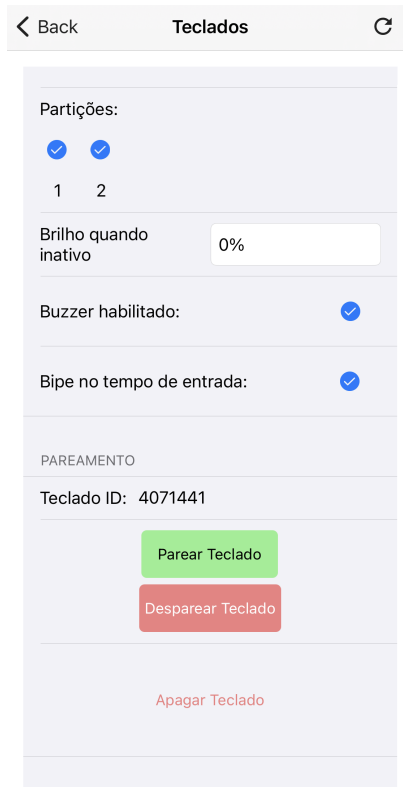 Back
Teclados
Partições:
1 2
Brilho quando
inativo
0%
Buzzer habilitado:
Bipe no tempo de entrada:
PAREAMENTO
Teclado ID: 4071441
Parear Teclado
Desparear Teclado
Apagar Teclado